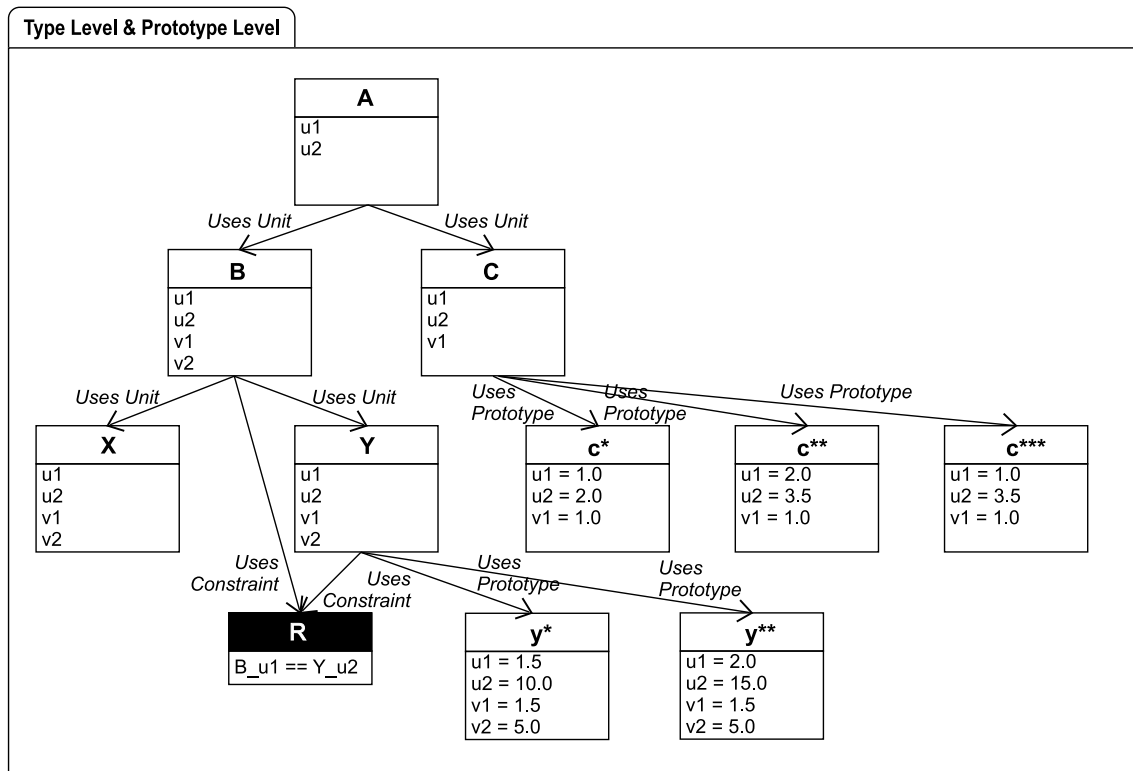 Type Level & Prototype Level
A
u1
u2
Uses Unit
Uses Unit
B
u1
u2
v1
v2
C
u1
u2
v1
Uses Unit
Uses Unit
Uses
Prototype
Uses
Prototype
Uses Prototype
X
u1
u2
v1
v2
Y
u1
u2
v1
v2
c*
u1 = 1.0
u2 = 2.0
v1 = 1.0
c**
u1 = 2.0
u2 = 3.5
v1 = 1.0
c***
u1 = 1.0
u2 = 3.5
v1 = 1.0
Uses
Constraint
Uses
Constraint
Uses
Prototype
Uses
Prototype
R
B_u1 == Y_u2
y*
u1 = 1.5
u2 = 10.0
v1 = 1.5
v2 = 5.0
y**
u1 = 2.0
u2 = 15.0
v1 = 1.5
v2 = 5.0